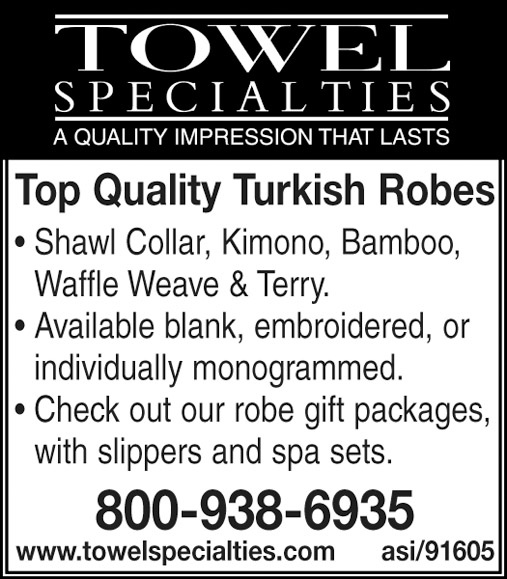 TOWEL
SPECIALTIES
A QUALITY IMPRESSION THAT LASTS
Top Quality Turkish Robes
• Shawl Collar, Kimono, Bamboo,
Waffle Weave & Terry.
• Available blank, embroidered, or
individually monogrammed.
• Check out our robe gift packages,
with slippers and spa sets.
800-938-6935
www.towelspecialties.com asi/91605